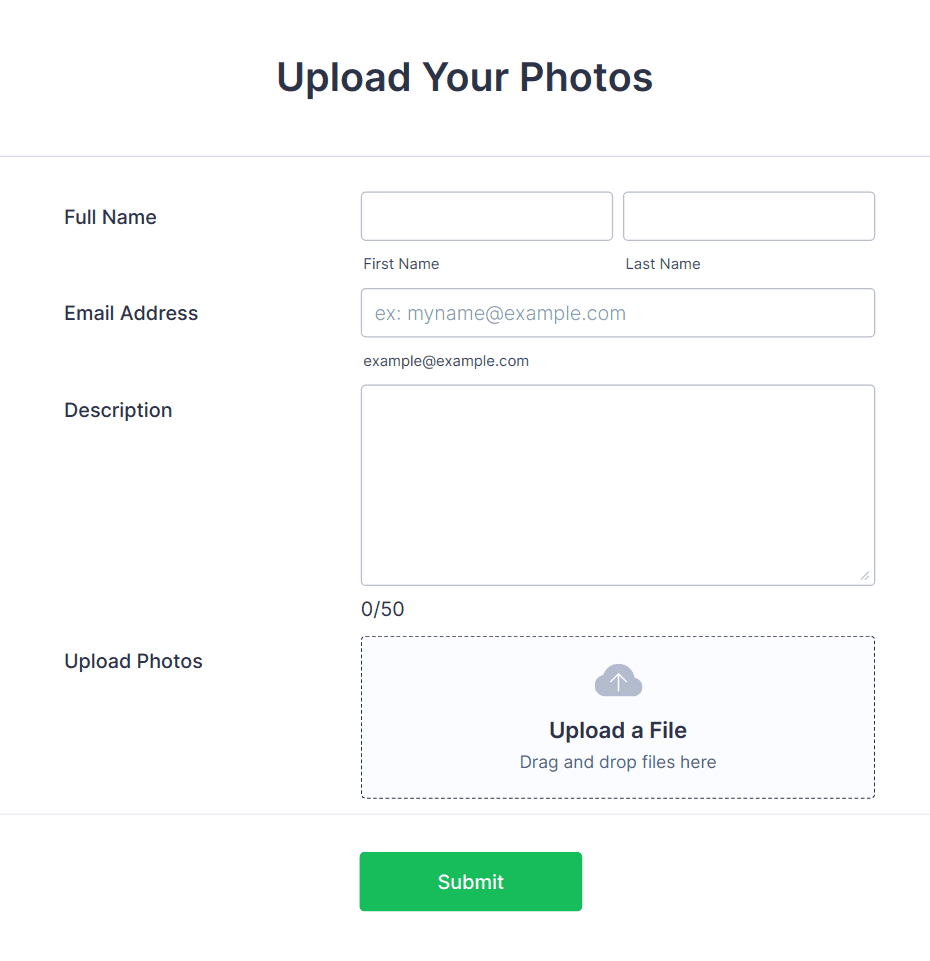 Upload Your Photos
Full Name
First Name Last Name
Email Address
ex: myname@example.com
example@example.com
Description
0/50
Upload Photos
Upload a File
Drag and drop files here
Submit